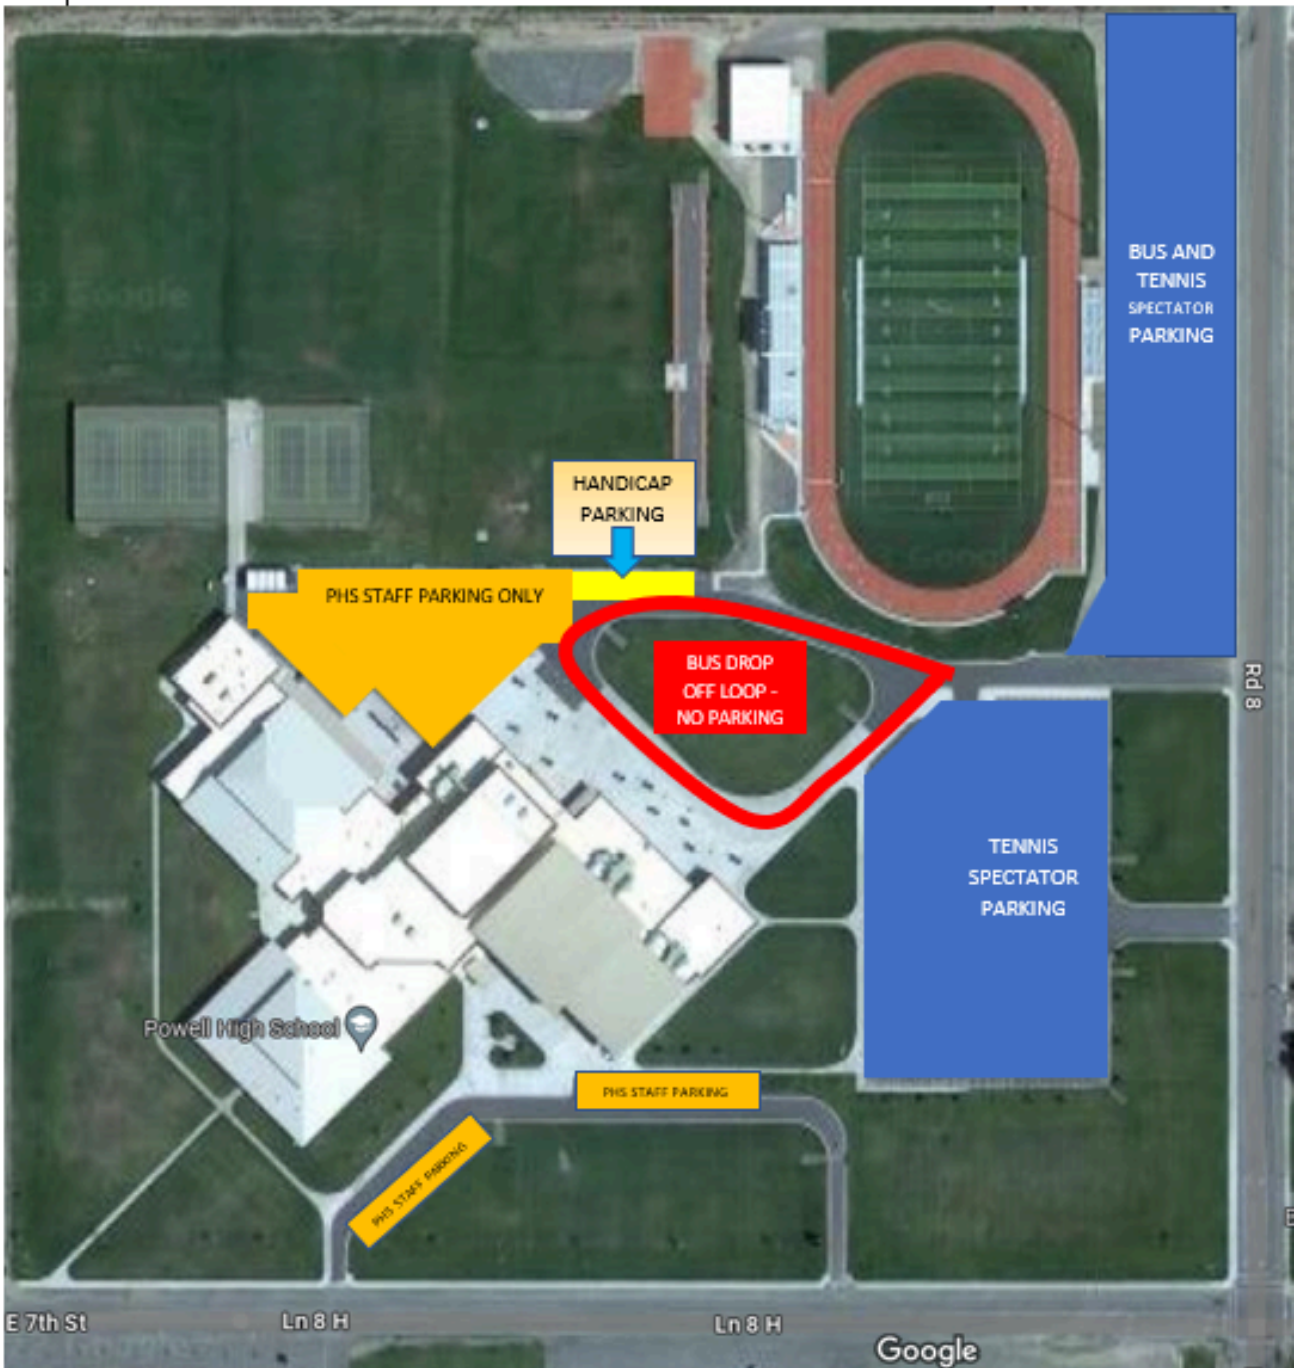 BUS AND
TENNIS
SPECTATOR
PARKING
HANDICAP
PARKING
PHS STAFF PARKING ONLY
BUS DROP
OFF LOOP -
NO PARKING
Rd 8
TENNIS
SPECTATOR
PARKING
Powell High School
PHS STAFF PARKING
PHS STAFF PARKING
E 7th St
Ln 8 H
Ln 8 H
Google